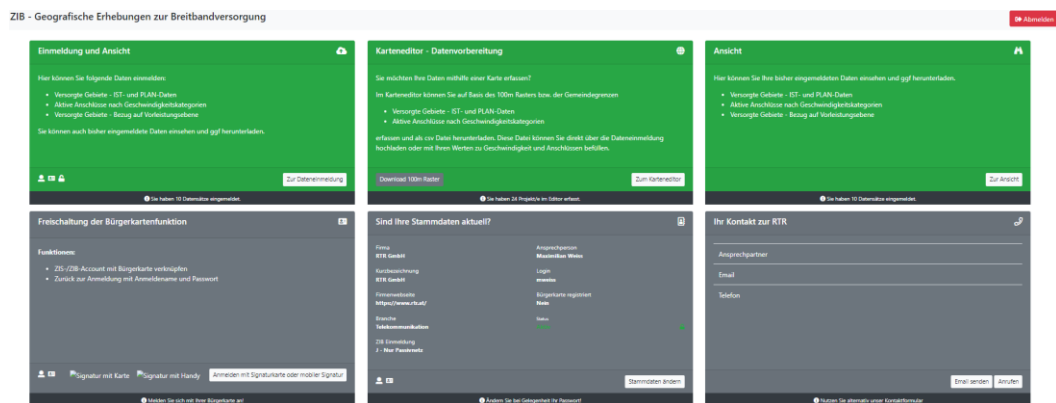 ZIB - Geografische Erhebungen zur Breitbandversorgung
Abmelden
Einmeldung und Ansicht
Hier können Sie folgende Daten einmelden:
Versorgte Gebiete - IST- und PLAN-Daten
Aktive Anschlüsse nach Geschwindigkeitskategorien
Versorgte Gebiete - Bezug auf Vorleistungsebene
Sie können auch bisher eingemeldete Daten einsehen und ggf herunterladen.
Zur Dateneinmeldung
Sie haben 10 Datensätze eingemeldet.
Karteneditor - Datenvorbereitung
Sie möchten Ihre Daten mithilfe einer Karte erfassen?
Im Karteneditor können Sie auf Basis des 100m Rasters bzw. der Gemeindegrenzen
Versorgte Gebiete - IST- und PLAN-Daten
Aktive Anschlüsse nach Geschwindigkeitskategorien
erfassen und als csv Datei herunterladen. Diese Datei können Sie direkt über die Dateneinmeldung
hochladen oder mit Ihren Werten zu Geschwindigkeit und Anschlüssen befüllen.
Download 100m Raster
Zum Karteneditor
Sie haben 24 Projekt/e im Editor erfasst.
Ansicht
Hier können Sie Ihre bisher eingemeldeten Daten einsehen und ggf herunterladen.
Versorgte Gebiete - IST- und PLAN-Daten
Aktive Anschlüsse nach Geschwindigkeitskategorien
Versorgte Gebiete - Bezug auf Vorleistungsebene
Zur Ansicht
Sie haben 10 Datensätze eingemeldet.
Freischaltung der Bürgerkartenfunktion
Funktionen:
ZIS-/ZIB-Account mit Bürgerkarte verknüpfen
Zurück zur Anmeldung mit Anmeldename und Passwort
Signatur mit Karte
Signatur mit Handy
Anmelden mit Signaturkarte oder mobiler Signatur
Melden Sie sich mit Ihrer Bürgerkarte an!
Sind Ihre Stammdaten aktuell?
Firma
RTR GmbH
Ansprechperson
Maximilian Weiss
Kurzbezeichnung
RTR GmbH
Login
Firmenwebseite
https://www.rtr.at/
Bürgerkarte registriert
Nein
Branche
Telekommunikation
Status
ZIB Einmeldung
J - Nur Passivnetz
Stammdaten ändern
Ändern Sie bei Gelegenheit Ihr Passwort!
Ihr Kontakt zur RTR
Ansprechpartner
Email
Telefon
Email senden
Anrufen
Nutzen Sie alternativ unser Kontaktformular